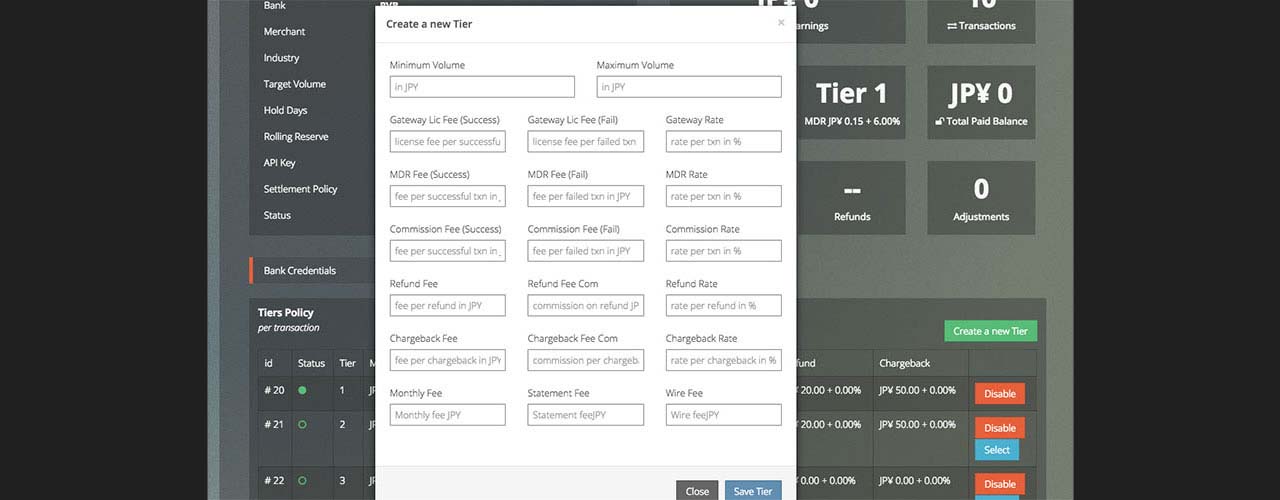 Bank
Merchant
Industry
Target Volume
Hold Days
Rolling Reserve
API Key
Settlement Policy
Status
Bank Credentials
Tiers Policy
per transaction
Create a new Tier
×
Minimum Volume Maximum Volume
in JPY in JPY
Gateway Lic Fee (Success) Gateway Lic Fee (Fail) Gateway Rate
license fee per successfu license fee per failed txn rate per txn in %
MDR Fee (Success) MDR Fee (Fail) MDR Rate
fee per successful txn in fee per failed txn in JPY rate per txn in %
Commission Fee (Success) Commission Fee (Fail) Commission Rate
fee per successful txn in fee per failed txn in JPY rate per txn in %
Refund Fee Refund Fee Com Refund Rate
fee per refund in JPY commission on refund JP rate per refund in %
Chargeback Fee Chargeback Fee Com Chargeback Rate
fee per chargeback in JPY commission per chargeb rate per chargeback in %
Monthly Fee Statement Fee Wire Fee
Monthly fee JPY Statement feeJPY Wire feeJPY
Close Save Tier
Transactions
Tier 1
MDR JP¥ 0.15 + 6.00%
JP¥ 0
Total Paid Balance
--
Refunds
0
Adjustments
Create a new Tier
id Status Tier Chargeback
# 20 1 20.00 + 0.00% JP¥ 50.00 + 0.00% Disable
# 21 2 20.00 + 0.00% JP¥ 50.00 + 0.00% Disable
Select
# 22 3 0.00 + 0.00% JP¥ 0.00 + 0.00% Disable